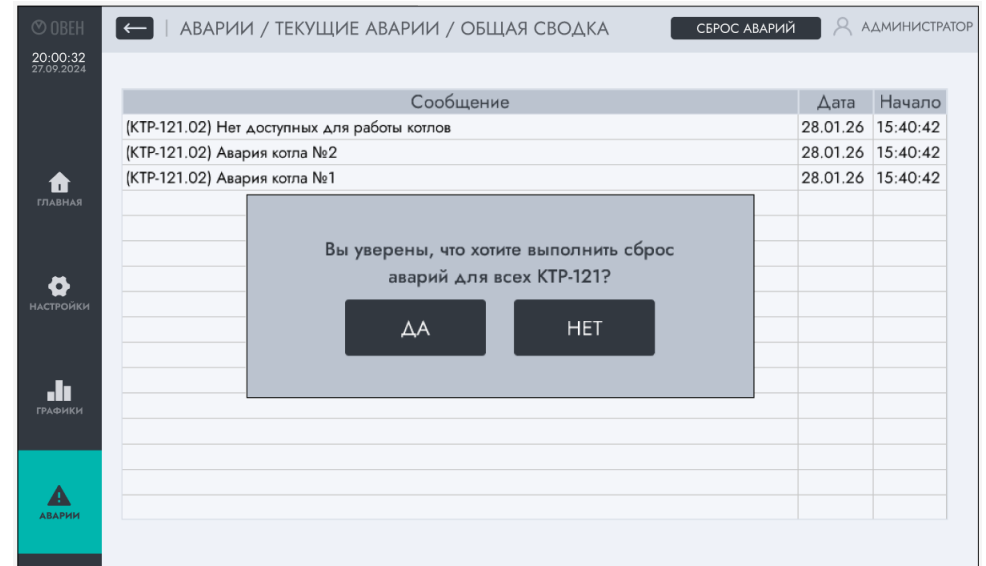 ОВЕН
| АВАРИИ / ТЕКУЩИЕ АВАРИИ / ОБЩАЯ СВОДКА
СБРОС АВАРИЙ
АДМИНИСТРАТОР
20:00:32
27.09.2024
ГЛАВНАЯ
НАСТРОЙКИ
ГРАФИКИ
АВАРИИ
Сообщение Дата Начало
(КТР-121.02) Нет доступных для работы котлов 28.01.26 15:40:42
(КТР-121.02) Авария котла №2 28.01.26 15:40:42
(КТР-121.02) Авария котла №1 28.01.26 15:40:42
Вы уверены, что хотите выполнить сброс
аварий для всех КТР-121?
ДА НЕТ